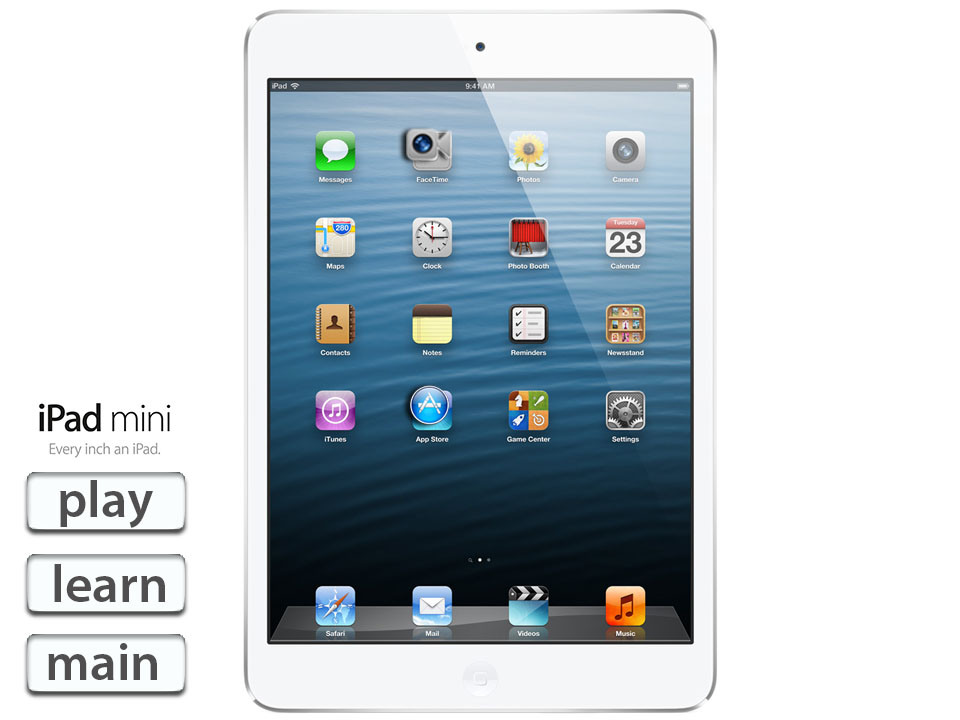 iPad 9:41 AM
Messages FaceTime Photos Camera
280 Tuesday
23
Maps Clock Photo Booth Calendar
Contacts Notes Reminders Newsstand
iTunes App Store Game Center Settings
Safari Mail Videos Music
iPad mini
Every inch an iPad.
play
learn
main